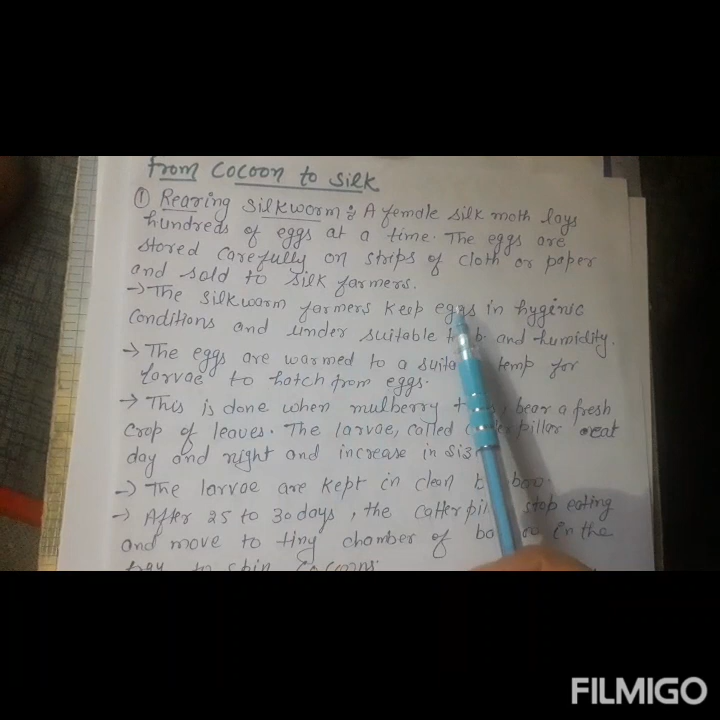 From Cocoon to Silk
① Rearing silkworm : A female silk moth lays
hundreds of eggs at a time. The eggs are
stored carefully on strips of cloth or paper
and sold to silk farmers.
→ The silkworm farmers keep eggs in hyginic
conditions and under suitable and humidity.
→ The eggs are warmed to a temp for
larvae to hatch from eggs.
→ This is done when mulberry bear a fresh
crop of leaves. The larvae, called eat
day and night and increase in
→ The larvae are kept in clean
→ After 25 to 30 days, the stop eating
and move to tiny chamber of in the
tray to spin cocoons.
FILMIGO